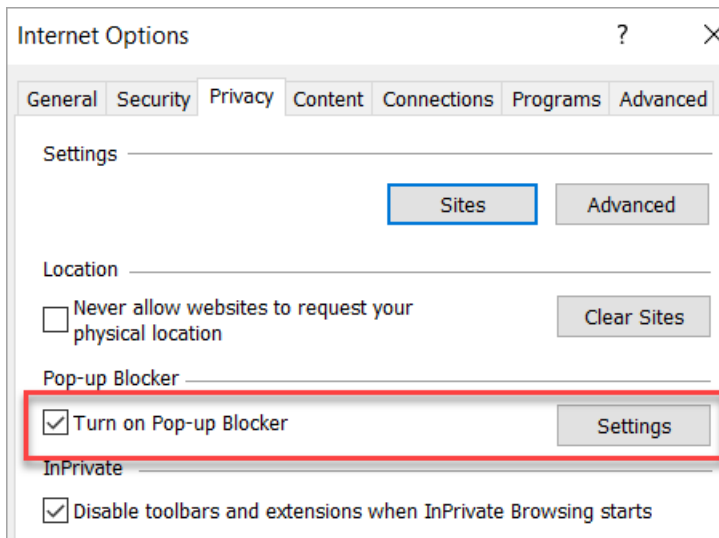 Internet Options ?
General Security Privacy Content Connections Programs Advanced
Settings
Sites Advanced
Location
Never allow websites to request your
physical location
Clear Sites
Pop-up Blocker
Turn on Pop-up Blocker Settings
InPrivate
Disable toolbars and extensions when InPrivate Browsing starts